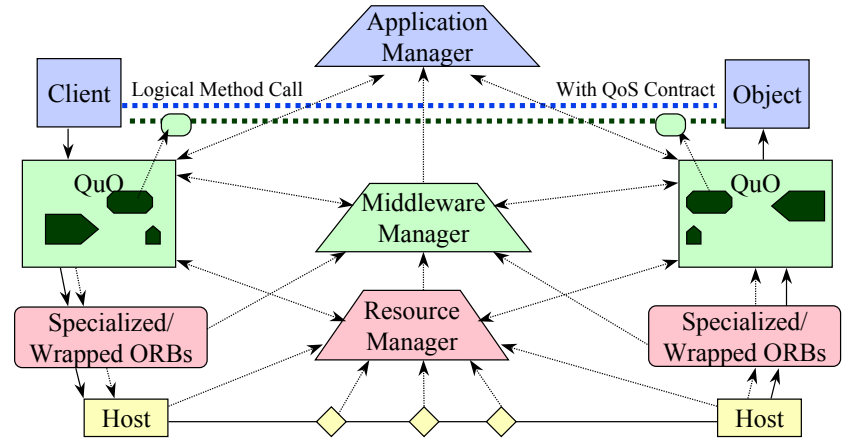 Application
Manager
Client
Logical Method Call
With QoS Contract
Object
QuO
QuO
Middleware
Manager
Specialized/
Wrapped ORBs
Resource
Manager
Specialized/
Wrapped ORBs
Host
Host